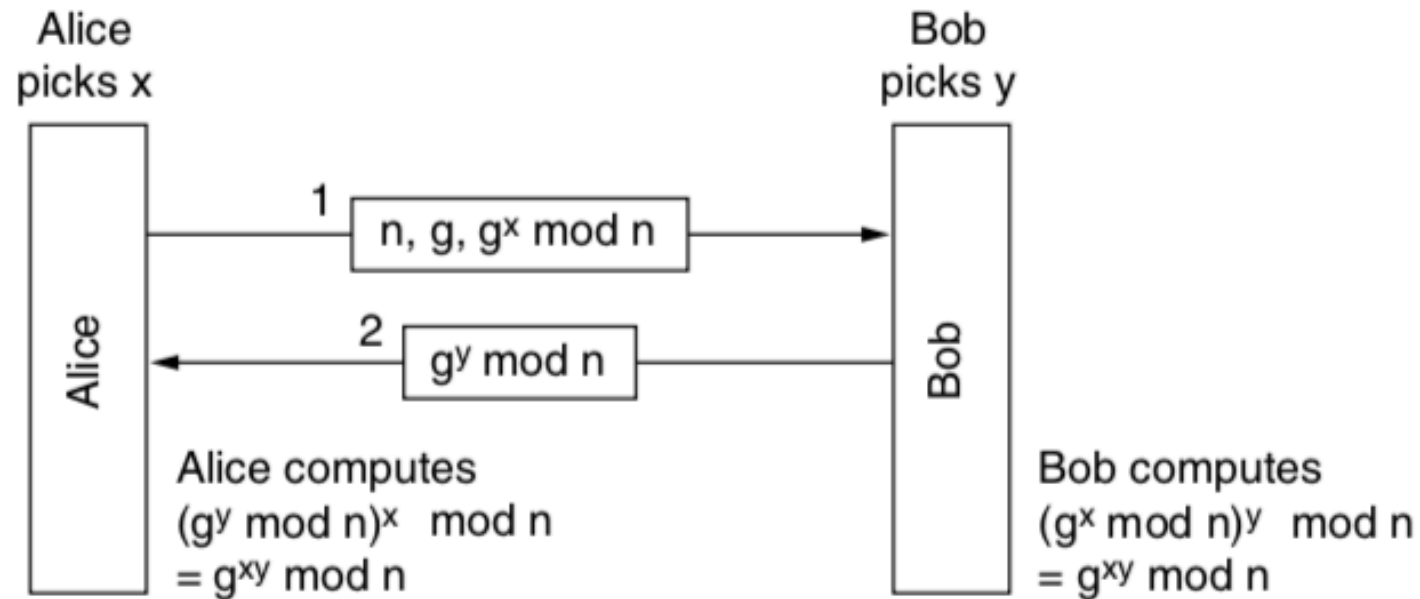 Alice
picks x
Bob
picks y
1
n, g, gˣ mod n
2
gʸ mod n
Alice
Bob
Alice computes
(gʸ mod n)ˣ mod n
= gˣʸ mod n
Bob computes
(gˣ mod n)ʸ mod n
= gˣʸ mod n